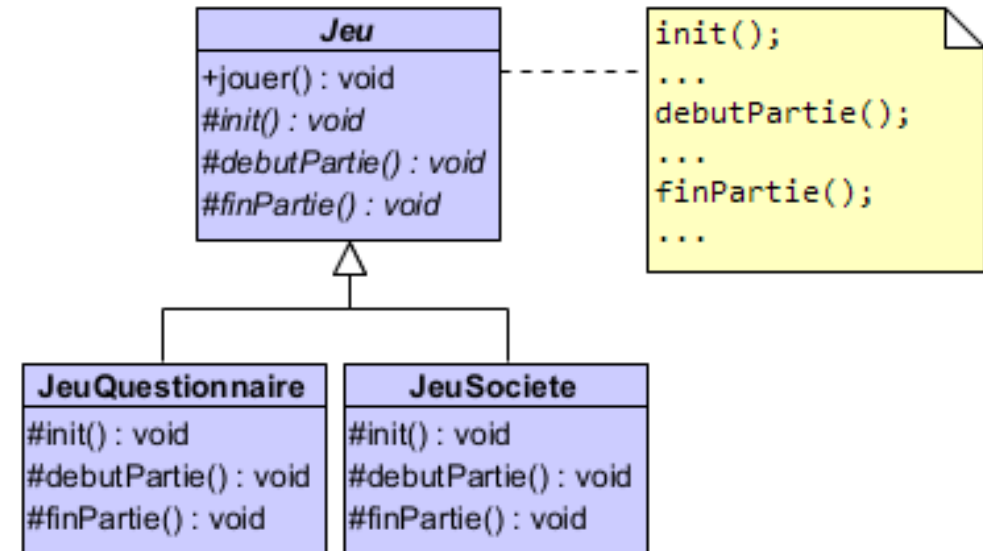 Jeu
+jouer() : void
#init() : void
#debutPartie() : void
#finPartie() : void
init();
...
debutPartie();
...
finPartie();
...
JeuQuestionnaire
#init() : void
#debutPartie() : void
#finPartie() : void
JeuSociete
#init() : void
#debutPartie() : void
#finPartie() : void